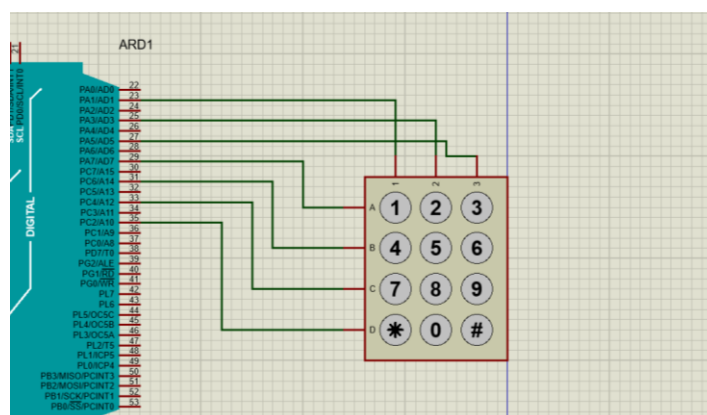 ARD1
21
SCL PD0/SCL/INT0
DIGITAL
PA0/AD0 22
PA1/AD1 23
PA2/AD2 24
PA3/AD3 25
PA4/AD4 26
PA5/AD5 27
PA6/AD6 28
PA7/AD7 29
PC7/A15 30
PC6/A14 31
PC5/A13 32
PC4/A12 33
PC3/A11 34
PC2/A10 35
PC1/A9 36
PC0/A8 37
PD7/T0 38
PG2/ALE 39
PG1/RD 40
PG0/WR 41
PL7 42
PL6 43
PL5/OC5C 44
PL4/OC5B 45
PL3/OC5A 46
PL2/T5 47
PL1/ICP5 48
PL0/ICP4 49
PB3/MISO/PCINT3 50
PB2/MOSI/PCINT2 51
PB1/SCK/PCINT1 52
PB0/SS/PCINT0 53
1 2 3
A 1 2 3
B 4 5 6
C 7 8 9
D * 0 #